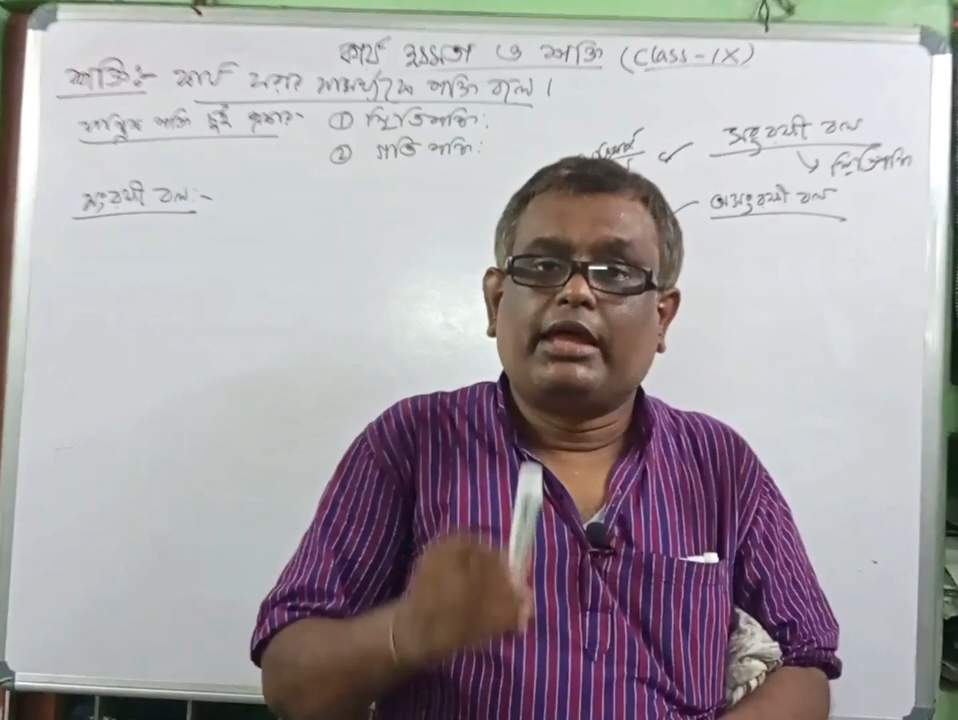 কার্য ক্ষমতা ও শক্তি (Class-IX)
শক্তি :- কার্য করার সামর্থ্যকে শক্তি বলে।
যান্ত্রিক শক্তি দুই প্রকার-
① স্থিতিশক্তি:
② গতি শক্তি:
সংরক্ষী বল
স্থিতিশক্তি
অসংরক্ষী বল
সংরক্ষী বল:-